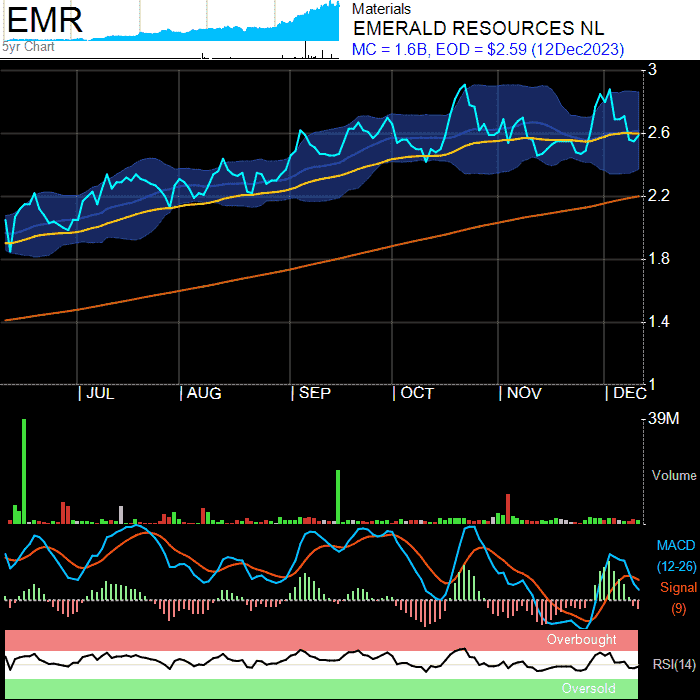 EMR
5yr Chart
Materials
EMERALD RESOURCES NL
MC = 1.6B, EOD = $2.59 (12Dec2023)
3
2.6
2.2
1.8
1.4
1
JUL
AUG
SEP
OCT
NOV
DEC
39M
Volume
MACD
(12-26)
Signal
(9)
Overbought
RSI(14)
Oversold